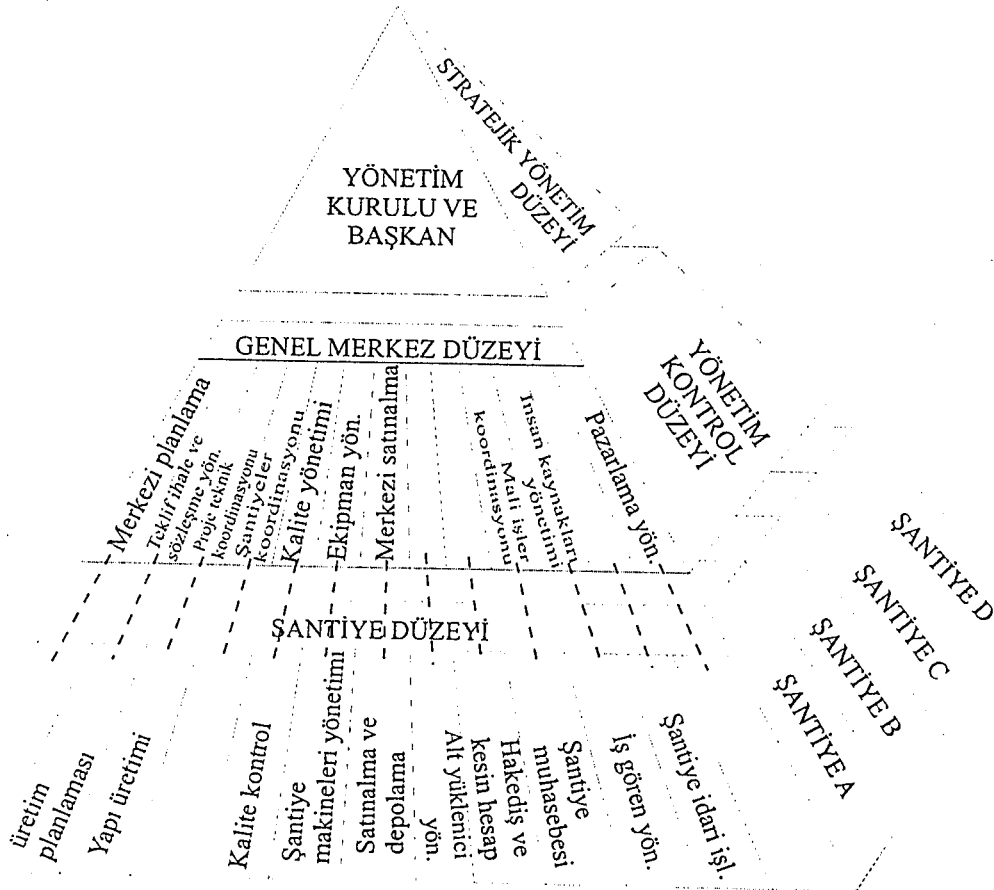 STRATEJİK YÖNETİM
DÜZEYİ
YÖNETİM
KURULU VE
BAŞKAN
YÖNETİM
KONTROL
DÜZEYİ
GENEL MERKEZ DÜZEYİ
Merkezi planlama
Teklif ihale ve
sözleşme yön.
Proje teknik
koordinasyonu
Şantiyeler
koordinasyonu
Kalite yönetimi
Ekipman yön.
Merkezi satınalma
Mali işler
koordinasyonu
Insan kaynakları
yönetimi
Pazarlama yön.
ŞANTİYE DÜZEYİ
ŞANTİYE A
ŞANTİYE B
ŞANTİYE C
ŞANTİYE D
üretim
planlaması
Yapı üretimi
Kalite kontrol
Şantiye
makineleri yönetimi
Satınalma ve
depolama
Alt yüklenici
yön.
Hakediş ve
kesin hesap
Şantiye
muhasebesi
İş gören yön.
Şantiye idari işl.